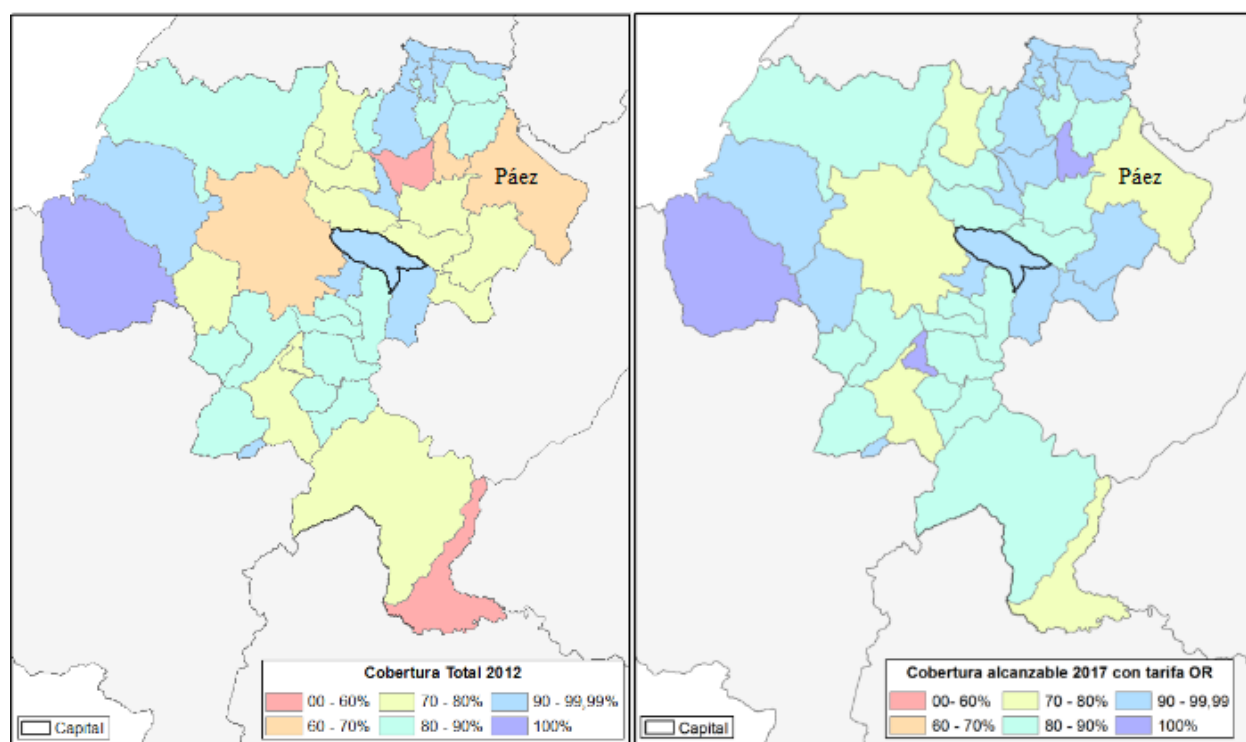 Páez
Cobertura Total 2012
00 - 60%
70 - 80%
90 - 99,99%
60 - 70%
80 - 90%
100%
Capital
Páez
Cobertura alcanzable 2017 con tarifa OR
00 - 60%
70 - 80%
90 - 99,99
60 - 70%
80 - 90%
100%
Capital